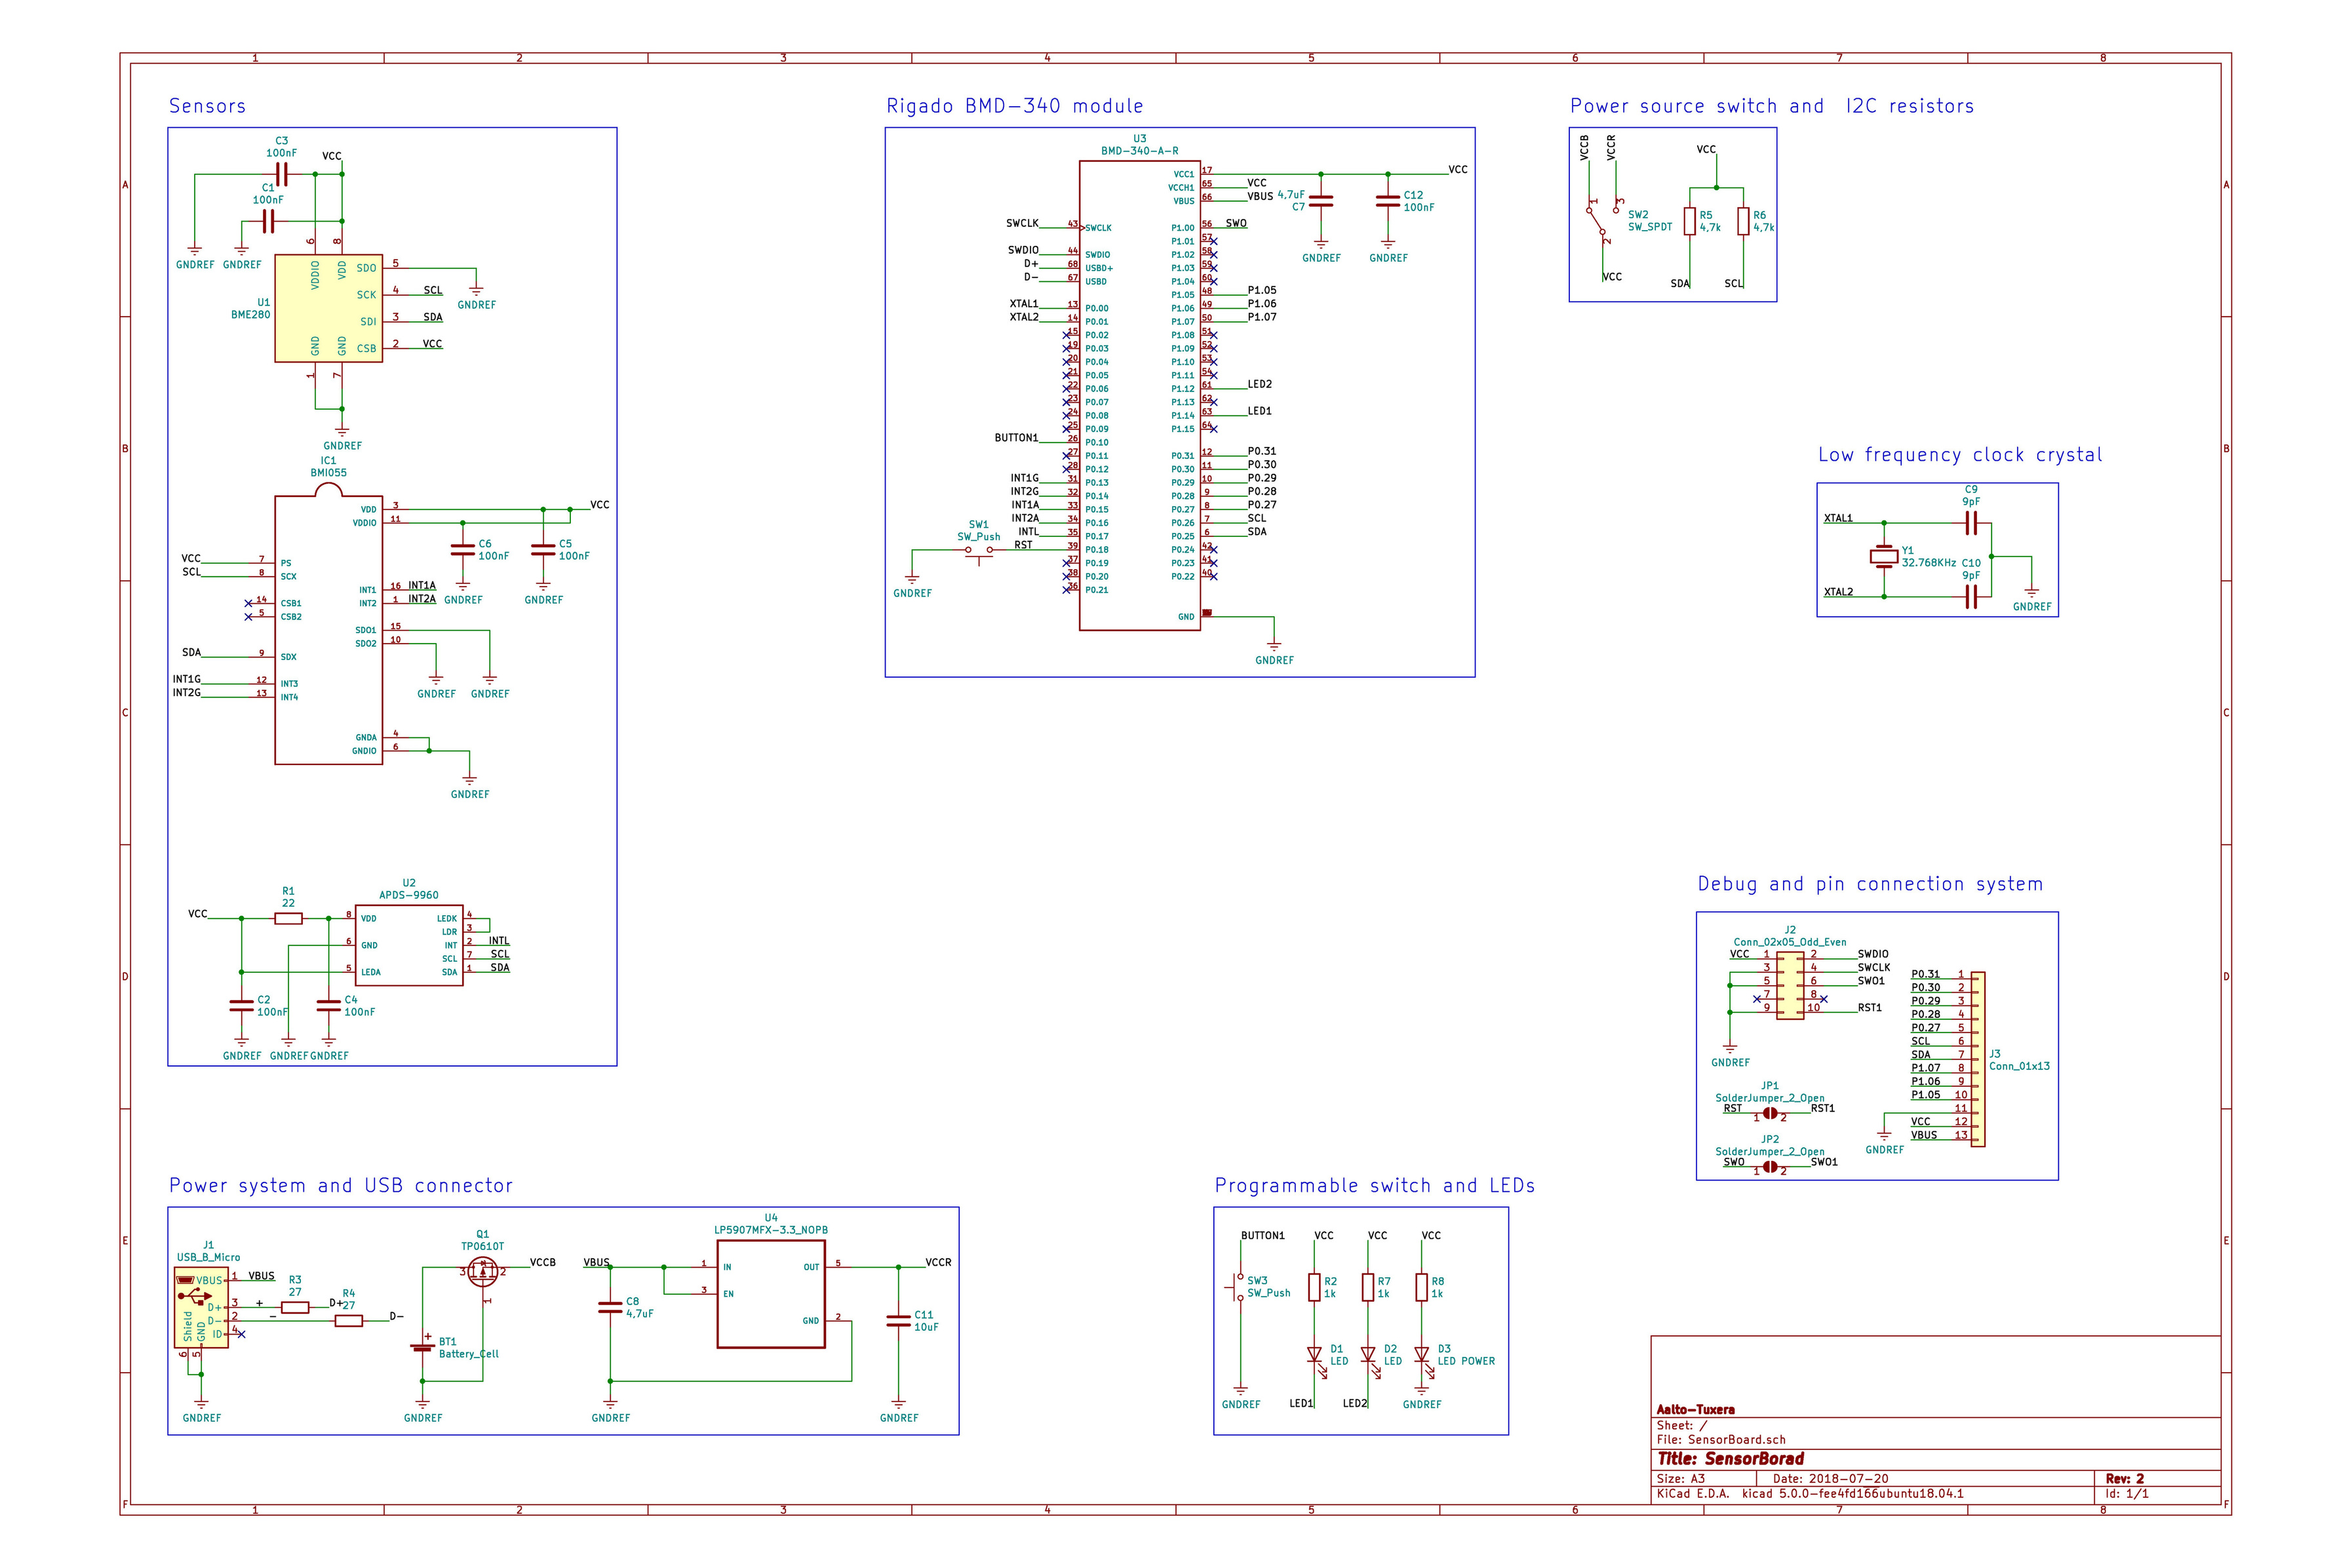 1 2 3 4 5 6 7 8
A
B
C
D
E
F
Sensors
C3
100nF
VCC
C1
100nF
GNDREF GNDREF
6 8
VDDIO VDD
U1
BME280
SDO 5
SCK 4 SCL
SDI 3 SDA
CSB 2 VCC
GNDREF
GND GND
1 7
GNDREF
IC1
BMI055
VDD 3 VCC
VDDIO 11
C6
100nF
C5
100nF
VCC 7 PS
SCL 8 SCX
14 CSB1
5 CSB2
INT1 16 INT1A
INT2 1 INT2A
GNDREF GNDREF
SDO1 15
SDO2 10
SDA 9 SDX
INT1G 12 INT3
INT2G 13 INT4
GNDREF GNDREF
GNDA 4
GNDIO 6
GNDREF
R1
22
U2
APDS-9960
VCC 8 VDD
6 GND
5 LEDA
LEDK 4
LDR 3
INT 2 INTL
SCL 7 SCL
SDA 1 SDA
C2
100nF
C4
100nF
GNDREF GNDREF GNDREF
Rigado BMD-340 module
U3
BMD-340-A-R
VCC1 17 VCC
VCCH1 65 VCC
VBUS 66 VBUS
4,7uF
C7
C12
100nF
GNDREF GNDREF
SWCLK 43 SWCLK
SWDIO 44 SWDIO
D+ 68 USBD+
D- 67 USBD
XTAL1 13 P0.00
XTAL2 14 P0.01
15 P0.02
19 P0.03
20 P0.04
21 P0.05
22 P0.06
23 P0.07
24 P0.08
25 P0.09
BUTTON1 26 P0.10
27 P0.11
28 P0.12
INT1G 31 P0.13
INT2G 32 P0.14
INT1A 33 P0.15
INT2A 34 P0.16
INTL 35 P0.17
RST 39 P0.18
37 P0.19
38 P0.20
36 P0.21
SW1
SW_Push
GNDREF
P1.00 56 SWO
P1.01 57
P1.02 58
P1.03 59
P1.04 60
P1.05 48 P1.05
P1.06 49 P1.06
P1.07 50 P1.07
P1.08 51
P1.09 52
P1.10 53
P1.11 54
P1.12 61 LED2
P1.13 62
P1.14 63 LED1
P1.15 64
P0.31 12 P0.31
P0.30 11 P0.30
P0.29 10 P0.29
P0.28 9 P0.28
P0.27 8 P0.27
P0.26 7 SCL
P0.25 6 SDA
P0.24 42
P0.23 41
P0.22 40
GND
GNDREF
Power source switch and I2C resistors
VCCB VCCR
1 3
SW2
SW_SPDT
2
VCC
VCC
R5
4,7k
R6
4,7k
SDA SCL
Low frequency clock crystal
C9
9pF
XTAL1
Y1
32.768KHz
C10
9pF
XTAL2
GNDREF
Debug and pin connection system
J2
Conn_02x05_Odd_Even
VCC 1 2 SWDIO
3 4 SWCLK
5 6 SWO1
7 8
9 10 RST1
GNDREF
JP1
SolderJumper_2_Open
RST 1 2 RST1
JP2
SolderJumper_2_Open
SWO 1 2 SWO1
P0.31 1
P0.30 2
P0.29 3
P0.28 4
P0.27 5
SCL 6
SDA 7
P1.07 8
P1.06 9
P1.05 10
11
VCC 12
VBUS 13
GNDREF
J3
Conn_01x13
Power system and USB connector
J1
USB_B_Micro
VBUS 1 VBUS
D+ 3 +
D- 2 -
ID 4
Shield GND
6 5
GNDREF
R3
27
D+
R4
27
D-
Q1
TP0610T
3 2 VCCB
1
BT1
Battery_Cell
+
GNDREF
U4
LP5907MFX-3.3_NOPB
VBUS 1 IN
3 EN
OUT 5 VCCR
GND 2
C8
4,7uF
C11
10uF
GNDREF GNDREF
Programmable switch and LEDs
BUTTON1 VCC VCC VCC
SW3
SW_Push
R2
1k
R7
1k
R8
1k
D1
LED
D2
LED
D3
LED POWER
GNDREF LED1 LED2 GNDREF
Aalto-Tuxera
Sheet: /
File: SensorBoard.sch
Title: SensorBorad
Size: A3 Date: 2018-07-20 Rev: 2
KiCad E.D.A. kicad 5.0.0-fee4fd166ubuntu18.04.1 Id: 1/1
1 2 3 4 5 6 7 8
A
B
C
D
E
F